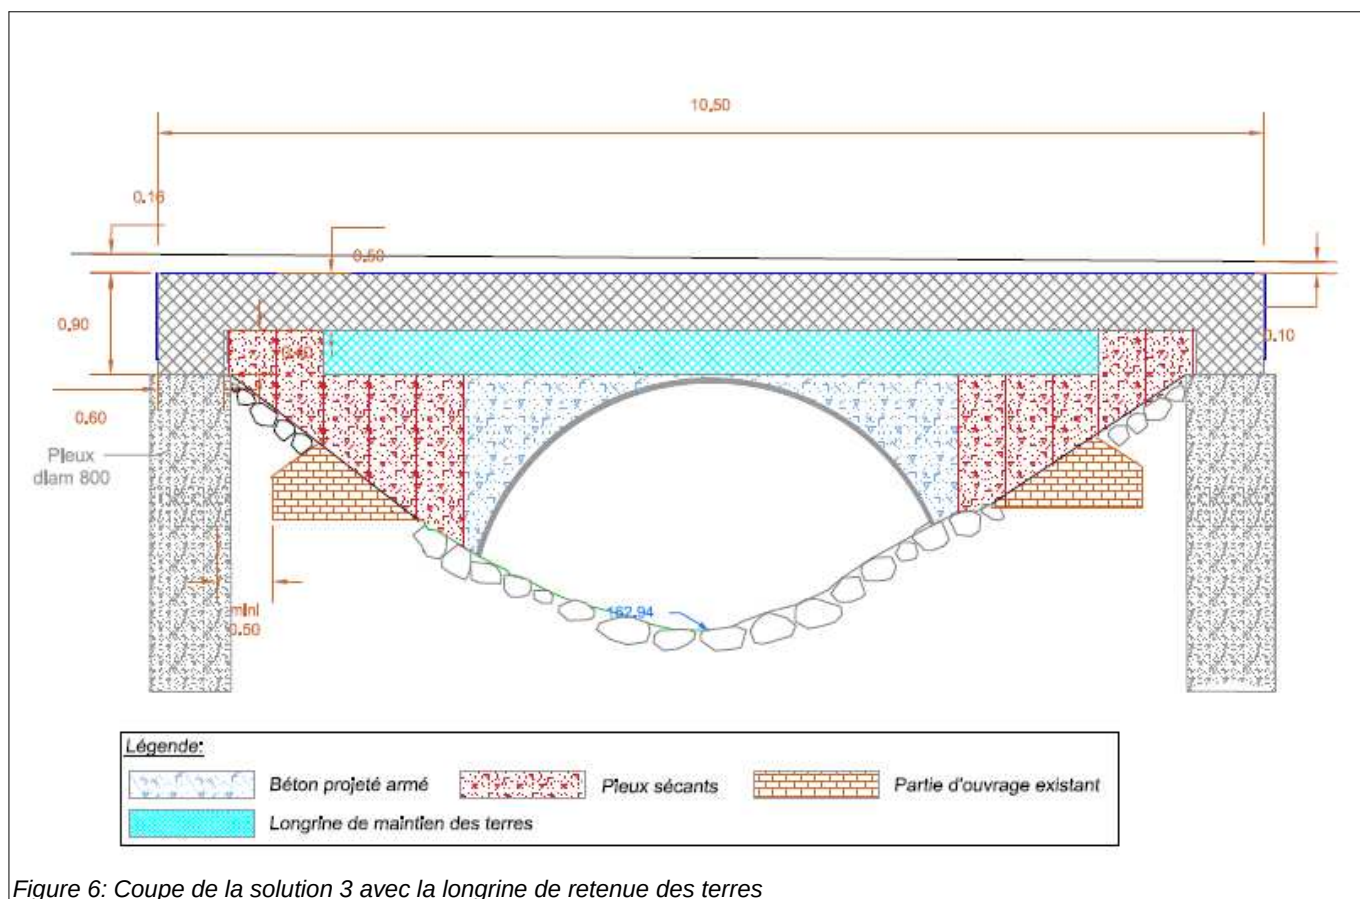 10,50
0.16
0.50
0.90
0.10
0.60
Pieux
diam 800
mini
0.50
162.94
Légende:
Béton projeté armé
Pieux sécants
Partie d'ouvrage existant
Longrine de maintien des terres
Figure 6: Coupe de la solution 3 avec la longrine de retenue des terres